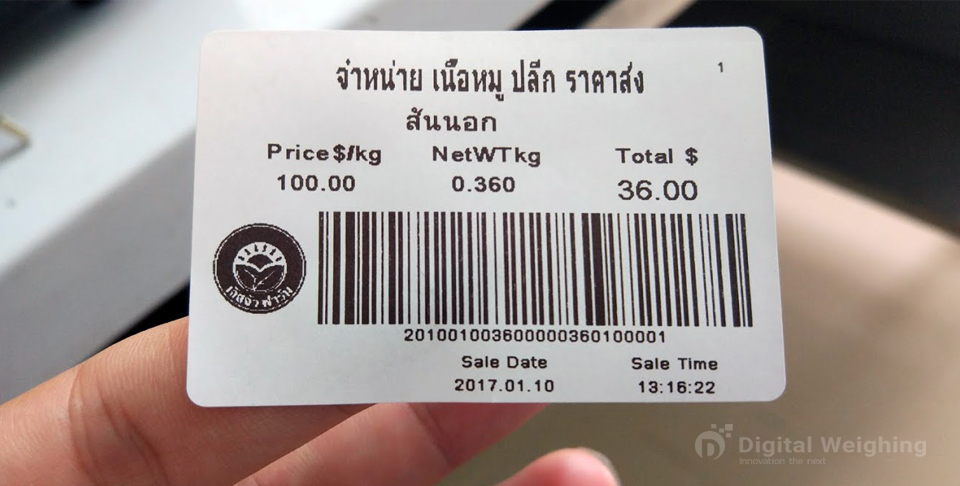 จำหน่าย เนื้อหมู ปลีก ราคาส่ง
1
สันนอก
Price $/kg NetWTkg Total $
100.00 0.360 36.00
2010010036000000360100001
Sale Date Sale Time
2017.01.10 13:16:22
Digital Weighing
Innovation the next